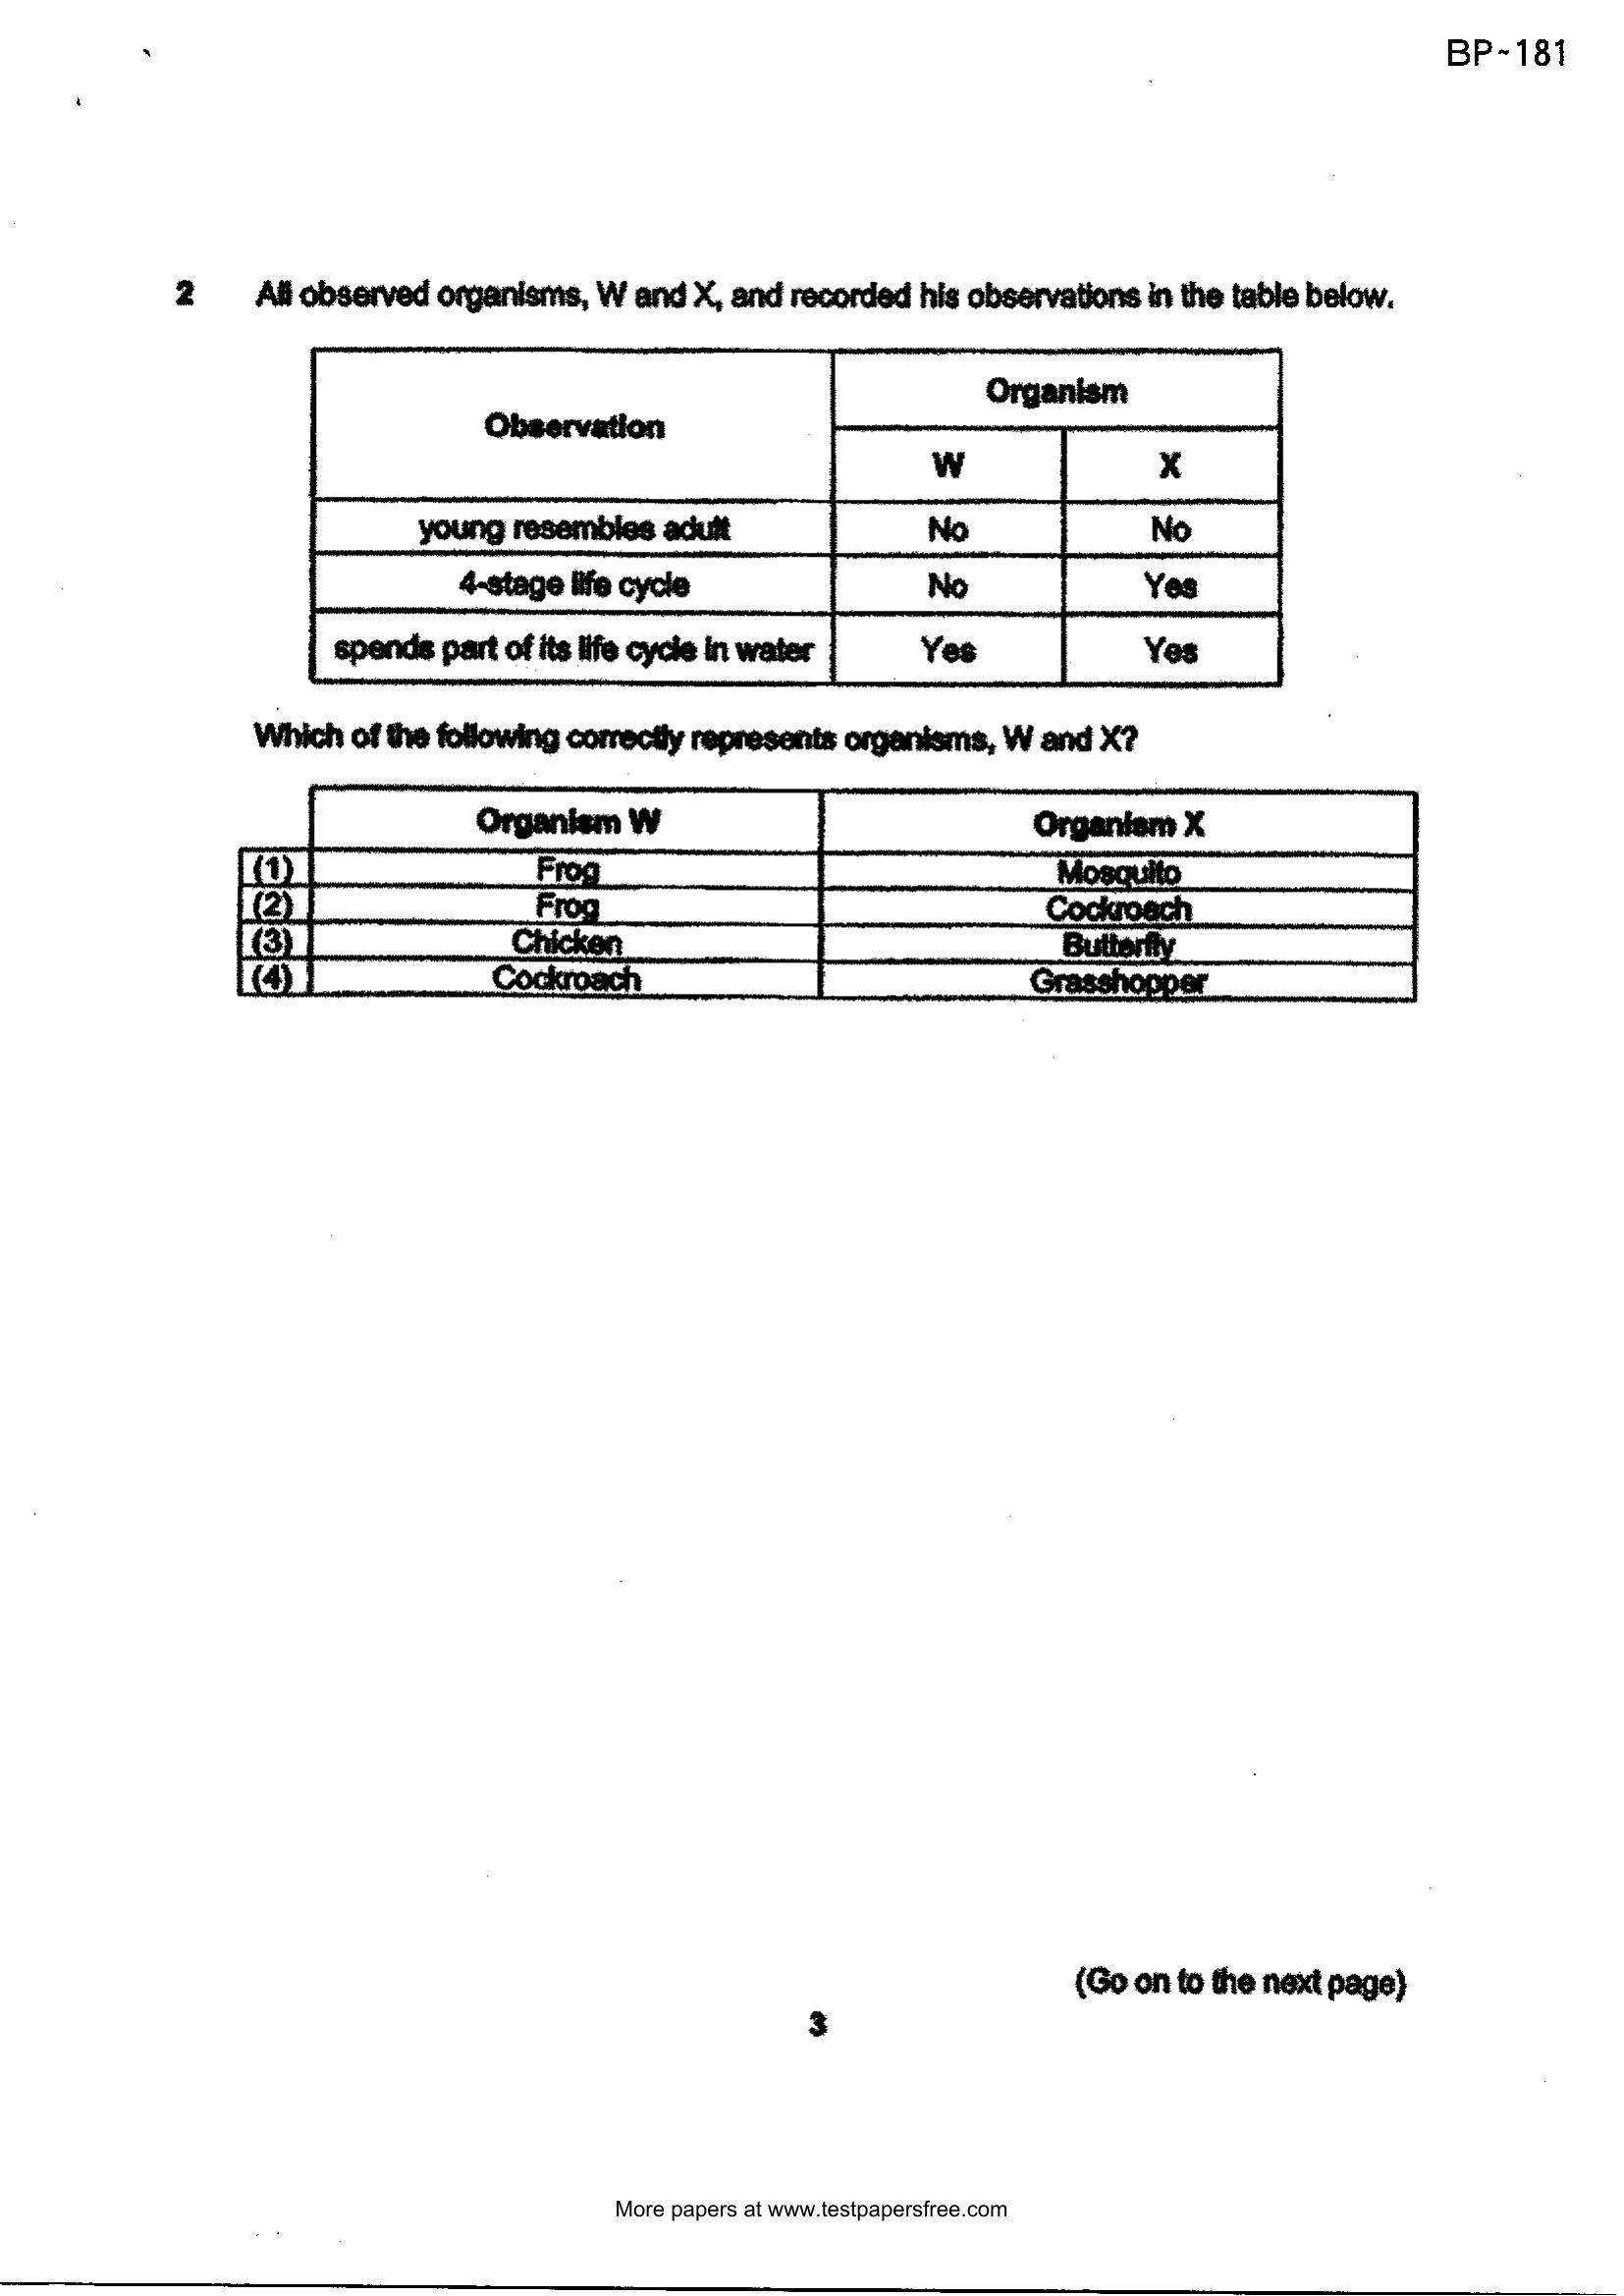 BP~181
2 Ali observed organisms, W and X, and recorded his observations in the table below.
Observation Organism
W X
young resembles adult No No
4-stage life cycle No Yes
spends part of its life cycle in water Yes Yes
Which of the following correctly represents organisms, W and X?
Organism W Organism X
(1) Frog Mosquito
(2) Frog Cockroach
(3) Chicken Butterfly
(4) Cockroach Grasshopper
(Go on to the next page)
3
More papers at www.testpapersfree.com